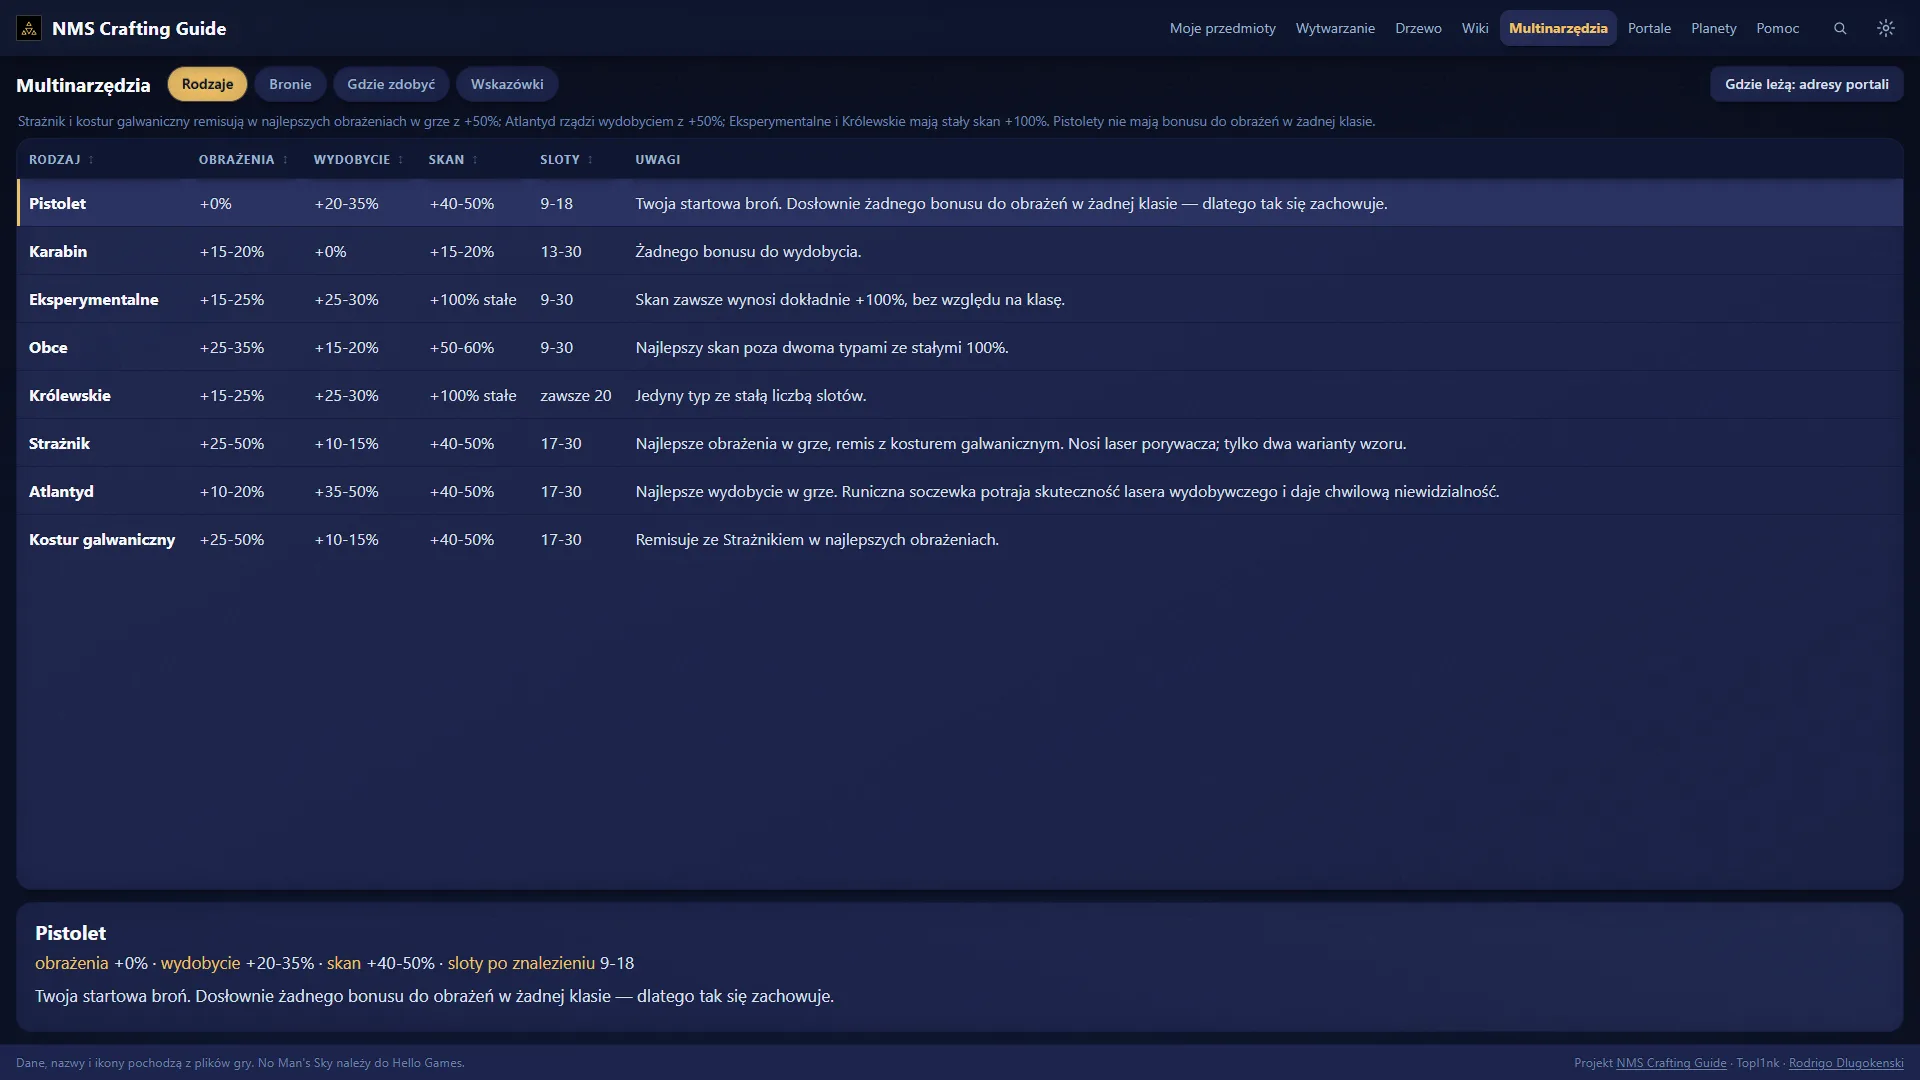 NMS Crafting Guide
Moje przedmioty Wytwarzanie Drzewo Wiki Multinarzędzia Portale Planety Pomoc
Multinarzędzia Rodzaje Bronie Gdzie zdobyć Wskazówki Gdzie leżą: adresy portali
Strażnik i kostur galwaniczny remisują w najlepszych obrażeniach w grze z +50%; Atlantyd rządzi wydobyciem z +50%; Eksperymentalne i Królewskie mają stały skan +100%. Pistolety nie mają bonusu do obrażeń w żadnej klasie.
RODZAJ ↕ OBRAŻENIA ↕ WYDOBYCIE ↕ SKAN ↕ SLOTY ↕ UWAGI
Pistolet +0% +20-35% +40-50% 9-18 Twoja startowa broń. Dosłownie żadnego bonusu do obrażeń w żadnej klasie — dlatego tak się zachowuje.
Karabin +15-20% +0% +15-20% 13-30 Żadnego bonusu do wydobycia.
Eksperymentalne +15-25% +25-30% +100% stałe 9-30 Skan zawsze wynosi dokładnie +100%, bez względu na klasę.
Obce +25-35% +15-20% +50-60% 9-30 Najlepszy skan poza dwoma typami ze stałymi 100%.
Królewskie +15-25% +25-30% +100% stałe zawsze 20 Jedyny typ ze stałą liczbą slotów.
Strażnik +25-50% +10-15% +40-50% 17-30 Najlepsze obrażenia w grze, remis z kosturem galwanicznym. Nosi laser porywacza; tylko dwa warianty wzoru.
Atlantyd +10-20% +35-50% +40-50% 17-30 Najlepsze wydobycie w grze. Runiczna soczewka potraja skuteczność lasera wydobywczego i daje chwilową niewidzialność.
Kostur galwaniczny +25-50% +10-15% +40-50% 17-30 Remisuje ze Strażnikiem w najlepszych obrażeniach.
Pistolet
obrażenia +0% · wydobycie +20-35% · skan +40-50% · sloty po znalezieniu 9-18
Twoja startowa broń. Dosłownie żadnego bonusu do obrażeń w żadnej klasie — dlatego tak się zachowuje.
Dane, nazwy i ikony pochodzą z plików gry. No Man's Sky należy do Hello Games.
Projekt NMS Crafting Guide · Topl1nk · Rodrigo Dlugokenski